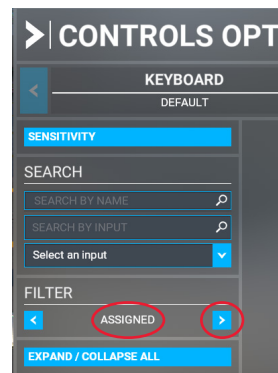 CONTROLS OPT
KEYBOARD
DEFAULT
SENSITIVITY
SEARCH
SEARCH BY NAME
SEARCH BY INPUT
Select an input
FILTER
ASSIGNED
EXPAND / COLLAPSE ALL